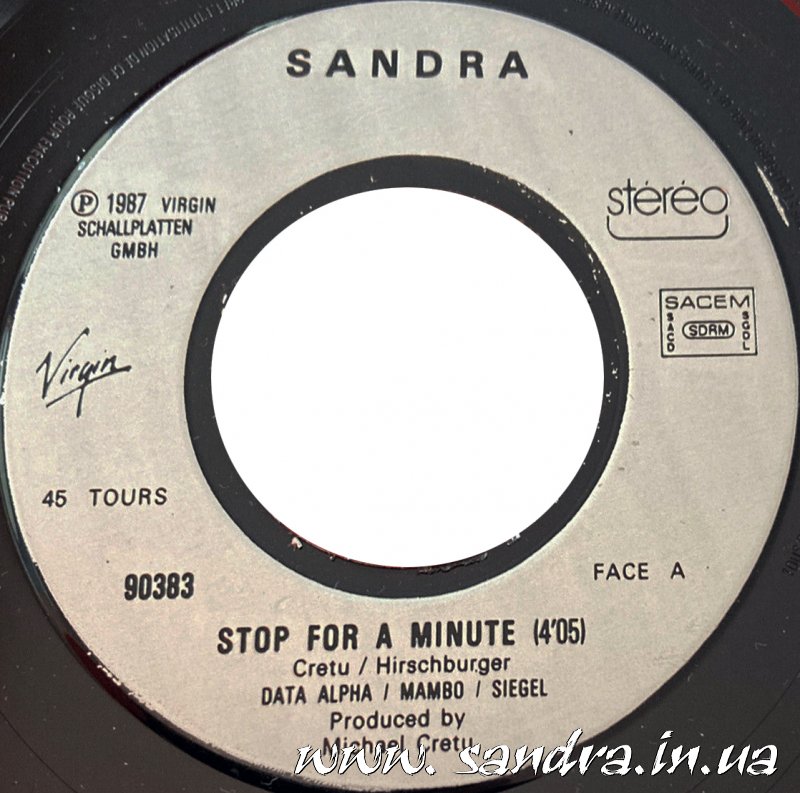 SANDRA
Ⓟ 1987 VIRGIN
SCHALLPLATTEN
GMBH
stéréo
SACEM
SACD
SDRM
SGDL
Virgin
45 TOURS
90383
FACE A
STOP FOR A MINUTE (4'05)
Cretu / Hirschburger
DATA ALPHA / MAMBO / SIEGEL
Produced by
Michael Cretu
www. sandra.in.ua